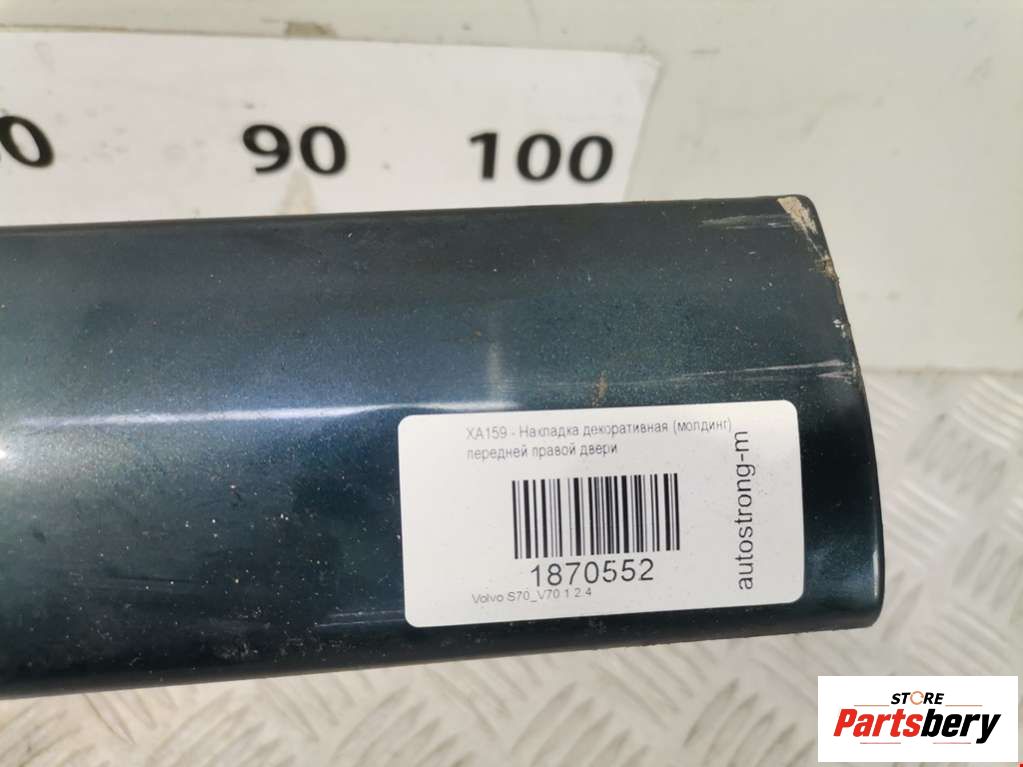 0 90 100
XA159 - Накладка декоративная (молдинг)
передней правой двери
1870552
Volvo S70_V70 1 2.4
autostrong-m
STORE
Partsbery